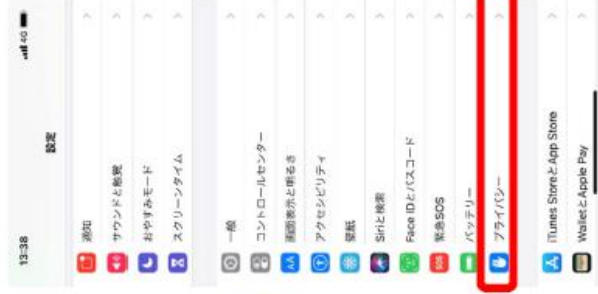 13:38
4G
設定
通知
サウンドと触覚
おやすみモード
スクリーンタイム
一般
コントロールセンター
AA
画面表示と明るさ
アクセシビリティ
壁紙
Siriと検索
Face IDとパスコード
SOS
緊急SOS
バッテリー
プライバシー
iTunes StoreとApp Store
WalletとApple Pay